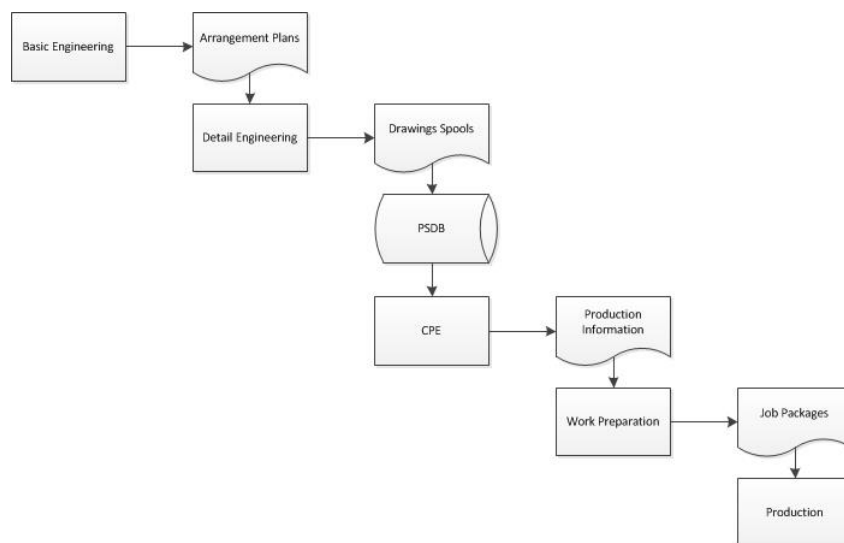 Basic Engineering
Arrangement Plans
Detail Engineering
Drawings Spools
PSDB
CPE
Production
Information
Work Preparation
Job Packages
Production